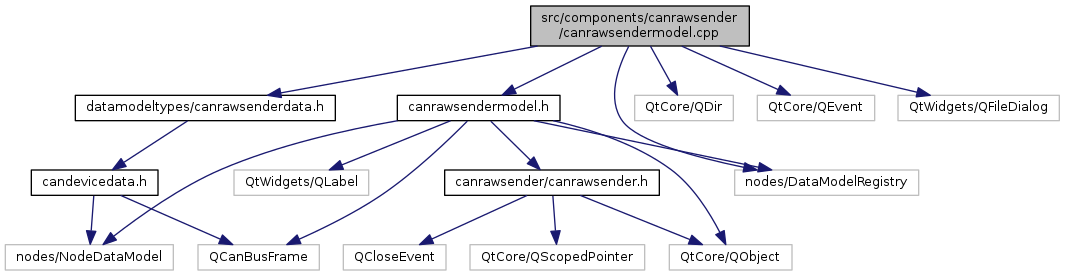 src/components/canrawsender
/canrawsendermodel.cpp
datamodeltypes/canrawsenderdata.h
canrawsendermodel.h
QtCore/QDir
QtCore/QEvent
QtWidgets/QFileDialog
candevicedata.h
QtWidgets/QLabel
canrawsender/canrawsender.h
nodes/DataModelRegistry
nodes/NodeDataModel
QCanBusFrame
QCloseEvent
QtCore/QScopedPointer
QtCore/QObject